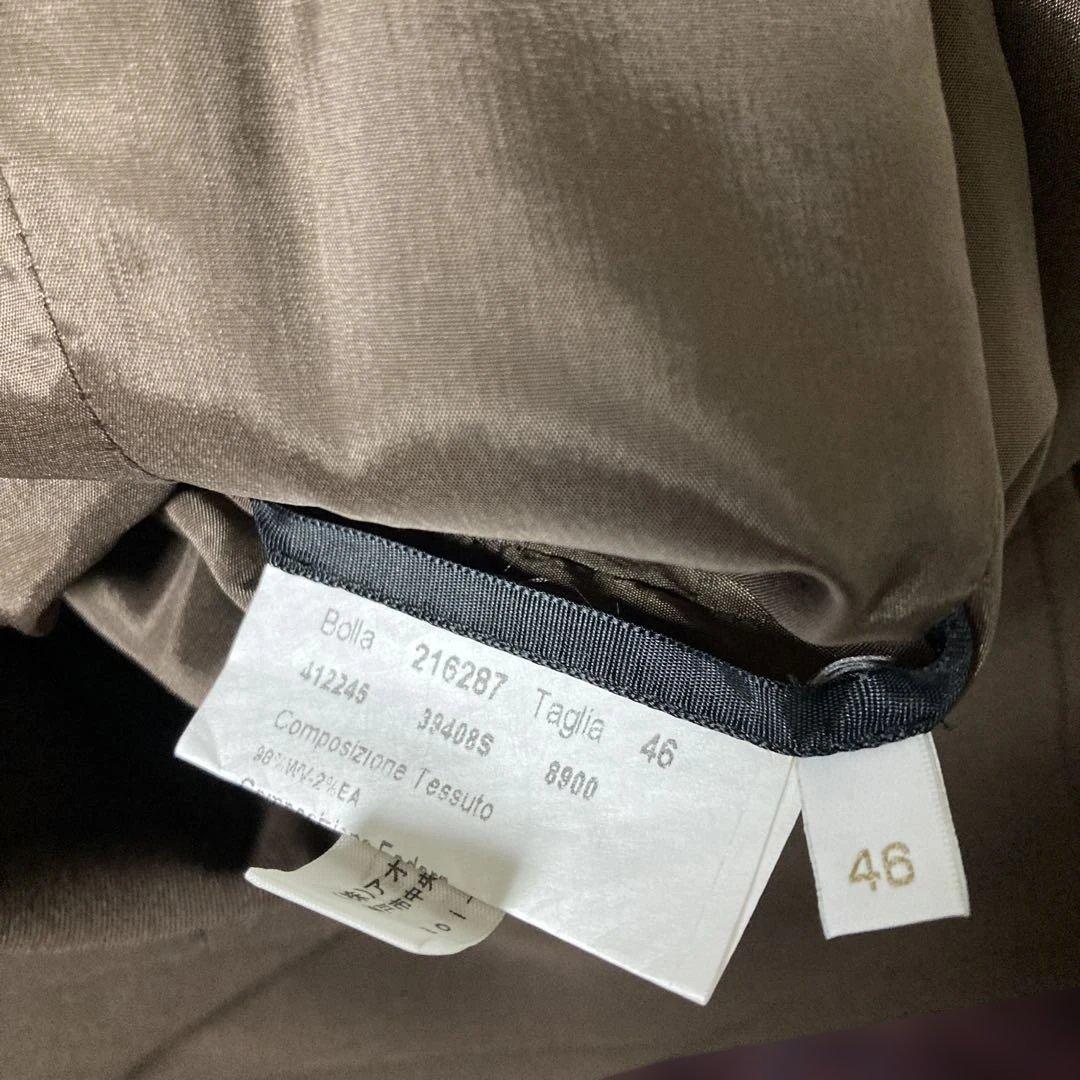 Bolla 216287 Taglia 46
412245 39408S 8900
Composizione Tessuto
98%WV-2%EA
46